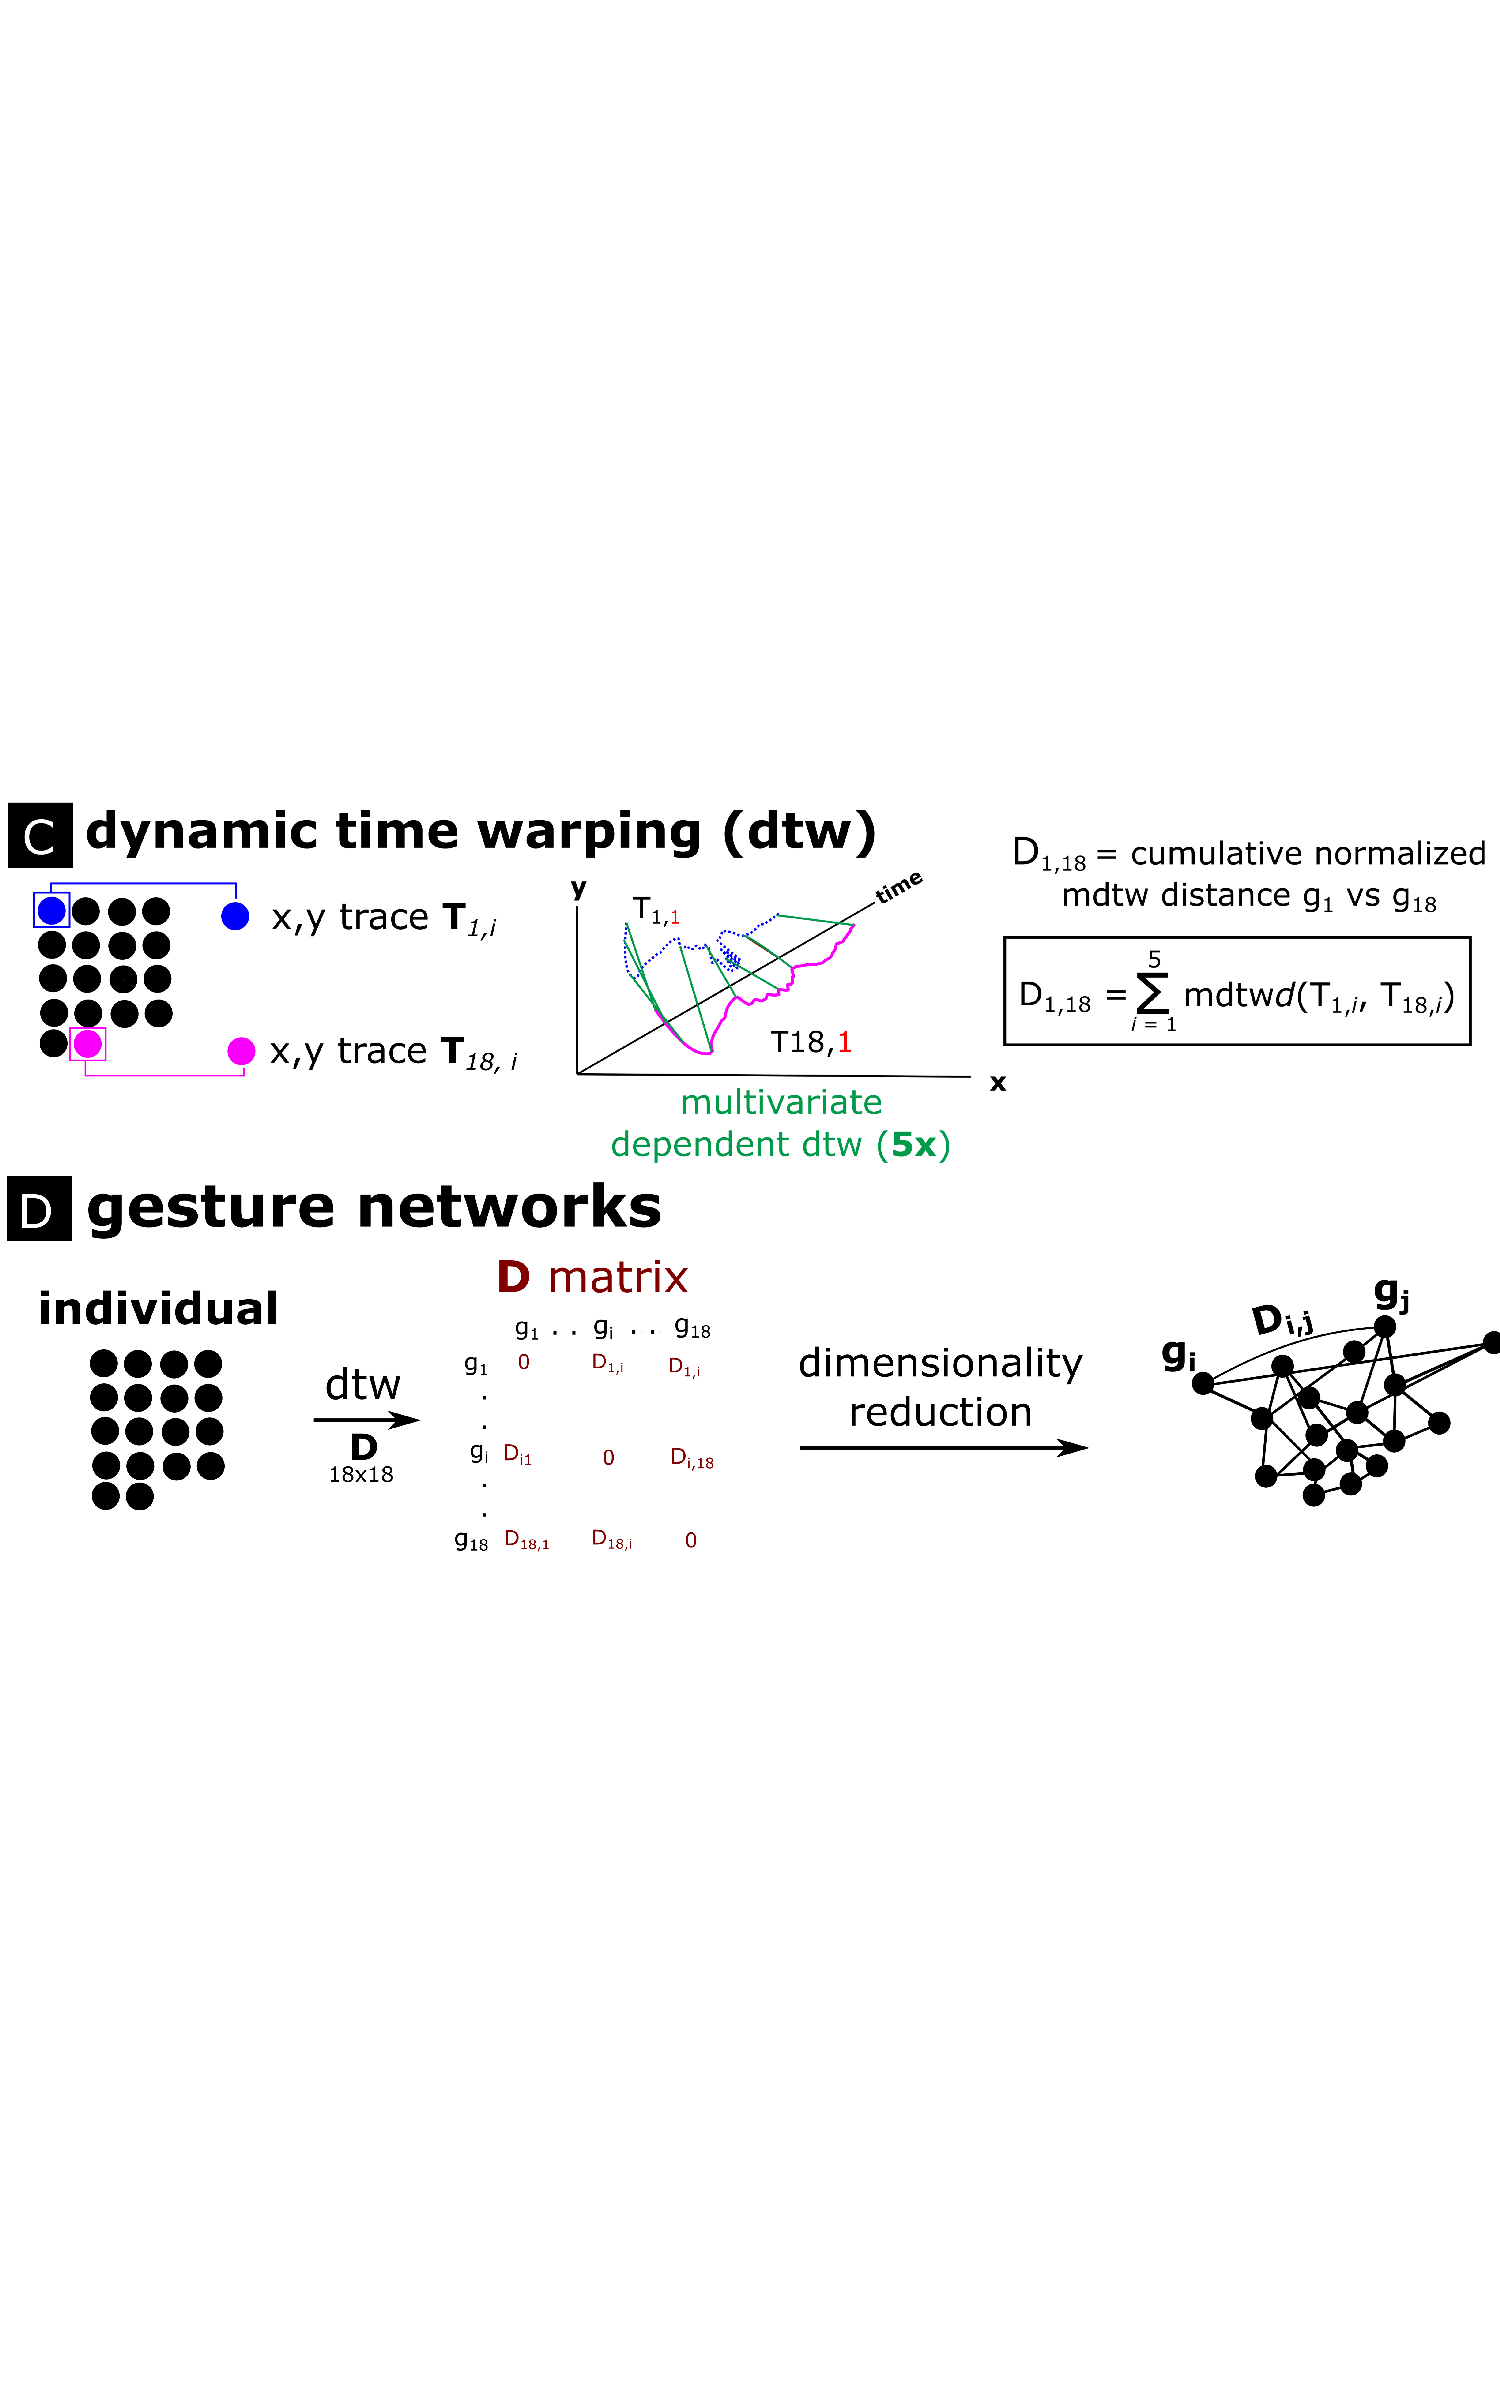 C dynamic time warping (dtw)
D1,18 = cumulative normalized
mdtw distance g1 vs g18
x,y trace T1,i
x,y trace T18, i
y
time
T1,1
T18,1
x
multivariate
dependent dtw (5x)
5
D1,18 = ∑ mdtwd(T1,i, T18,i)
i = 1
D gesture networks
individual
dtw
D
18x18
D matrix
g1 . . gi . . g18
g1 0 D1,i D1,i
.
.
gi Di1 0 Di,18
.
.
g18 D18,1 D18,i 0
dimensionality
reduction
gi
Di,j
gj